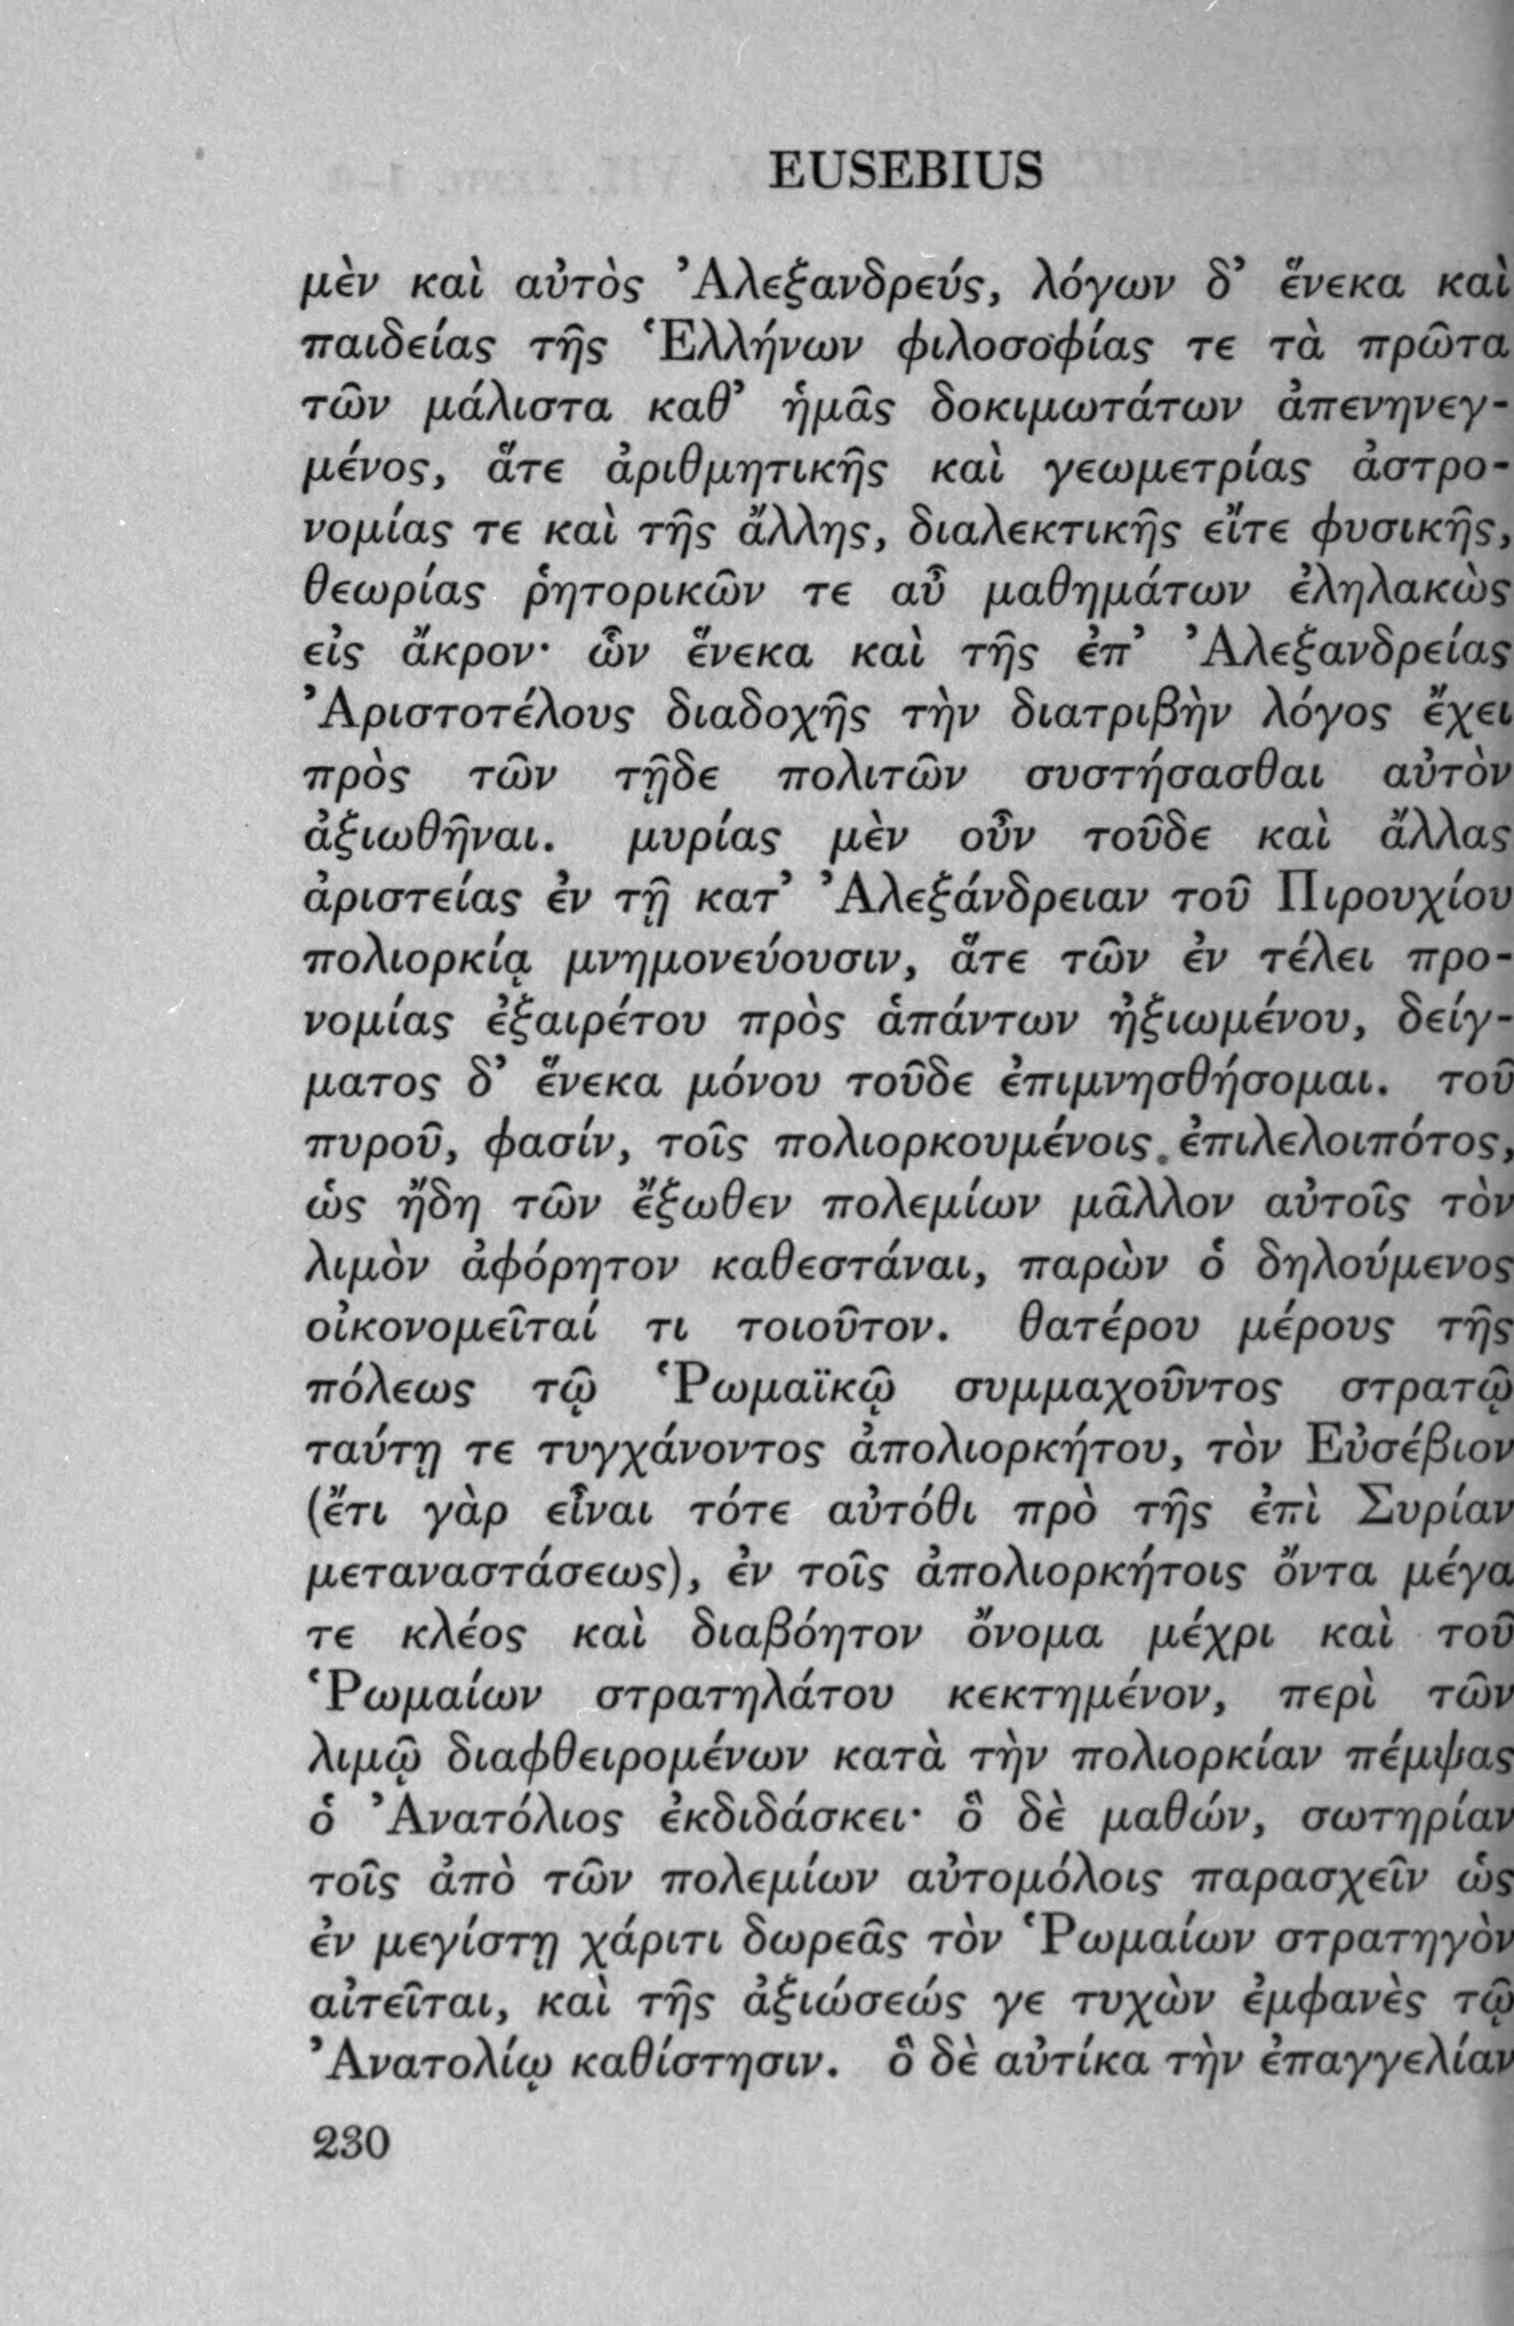 EUSEBIUS
μὲν καὶ αὐτὸς Ἀλεξανδρεύς, λόγων δ’ ἕνεκα καὶ
παιδείας τῆς Ἑλλήνων φιλοσοφίας τε τὰ πρῶτα
τῶν μάλιστα καθ’ ἡμᾶς δοκιμωτάτων ἀπενηνεγ-
μένος, ἅτε ἀριθμητικῆς καὶ γεωμετρίας ἀστρο-
νομίας τε καὶ τῆς ἄλλης, διαλεκτικῆς εἴτε φυσικῆς,
θεωρίας ῥητορικῶν τε αὖ μαθημάτων ἐληλακὼς
εἰς ἄκρον· ὧν ἕνεκα καὶ τῆς ἐπ’ Ἀλεξανδρείας
Ἀριστοτέλους διαδοχῆς τὴν διατριβὴν λόγος ἔχει
πρὸς τῶν τῇδε πολιτῶν συστήσασθαι αὐτὸν
ἀξιωθῆναι. μυρίας μὲν οὖν τοῦδε καὶ ἄλλας
ἀριστείας ἐν τῇ κατ’ Ἀλεξάνδρειαν τοῦ Πιρουχίου
πολιορκίᾳ μνημονεύουσιν, ἅτε τῶν ἐν τέλει προ-
νομίας ἐξαιρέτου πρὸς ἁπάντων ἠξιωμένου, δείγ-
ματος δ’ ἕνεκα μόνου τοῦδε ἐπιμνησθήσομαι. τοῦ
πυροῦ, φασίν, τοῖς πολιορκουμένοις ἐπιλελοιπότος,
ὡς ἤδη τῶν ἔξωθεν πολεμίων μᾶλλον αὐτοῖς τὸν
λιμὸν ἀφόρητον καθεστάναι, παρὼν ὁ δηλούμενος
οἰκονομεῖταί τι τοιοῦτον. θατέρου μέρους τῆς
πόλεως τῷ Ῥωμαϊκῷ συμμαχοῦντος στρατῷ
ταύτῃ τε τυγχάνοντος ἀπολιορκήτου, τὸν Εὐσέβιον
(ἔτι γὰρ εἶναι τότε αὐτόθι πρὸ τῆς ἐπὶ Συρίαν
μεταναστάσεως), ἐν τοῖς ἀπολιορκήτοις ὄντα μέγα
τε κλέος καὶ διαβόητον ὄνομα μέχρι καὶ τοῦ
Ῥωμαίων στρατηλάτου κεκτημένον, περὶ τῶν
λιμῷ διαφθειρομένων κατὰ τὴν πολιορκίαν πέμψας
ὁ Ἀνατόλιος ἐκδιδάσκει· ὃ δὲ μαθών, σωτηρίαν
τοῖς ἀπὸ τῶν πολεμίων αὐτομόλοις παρασχεῖν ὡς
ἐν μεγίστῃ χάριτι δωρεᾶς τὸν Ῥωμαίων στρατηγὸν
αἰτεῖται, καὶ τῆς ἀξιώσεώς γε τυχὼν ἐμφανὲς τῷ
Ἀνατολίῳ καθίστησιν. ὃ δὲ αὐτίκα τὴν ἐπαγγελίαν
230